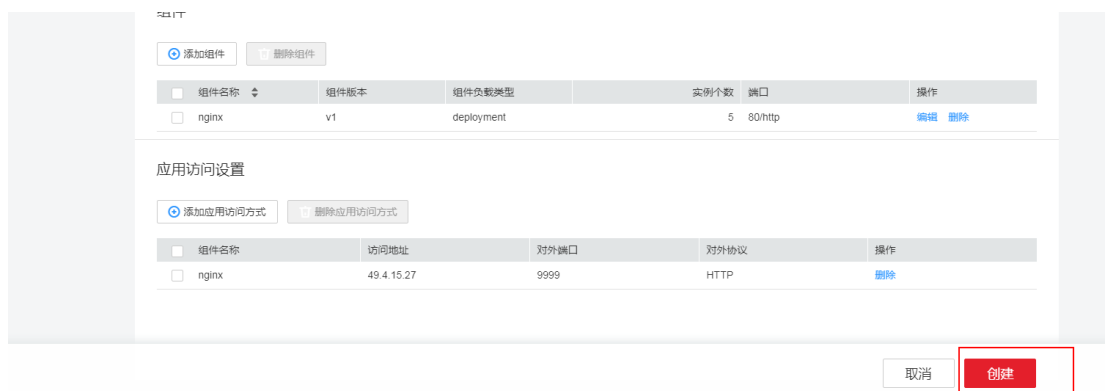 组件
添加组件 删除组件
组件名称 组件版本 组件负载类型 实例个数 端口 操作
nginx v1 deployment 5 80/http 编辑 删除
应用访问设置
添加应用访问方式 删除应用访问方式
组件名称 访问地址 对外端口 对外协议 操作
nginx 49.4.15.27 9999 HTTP 删除
取消 创建